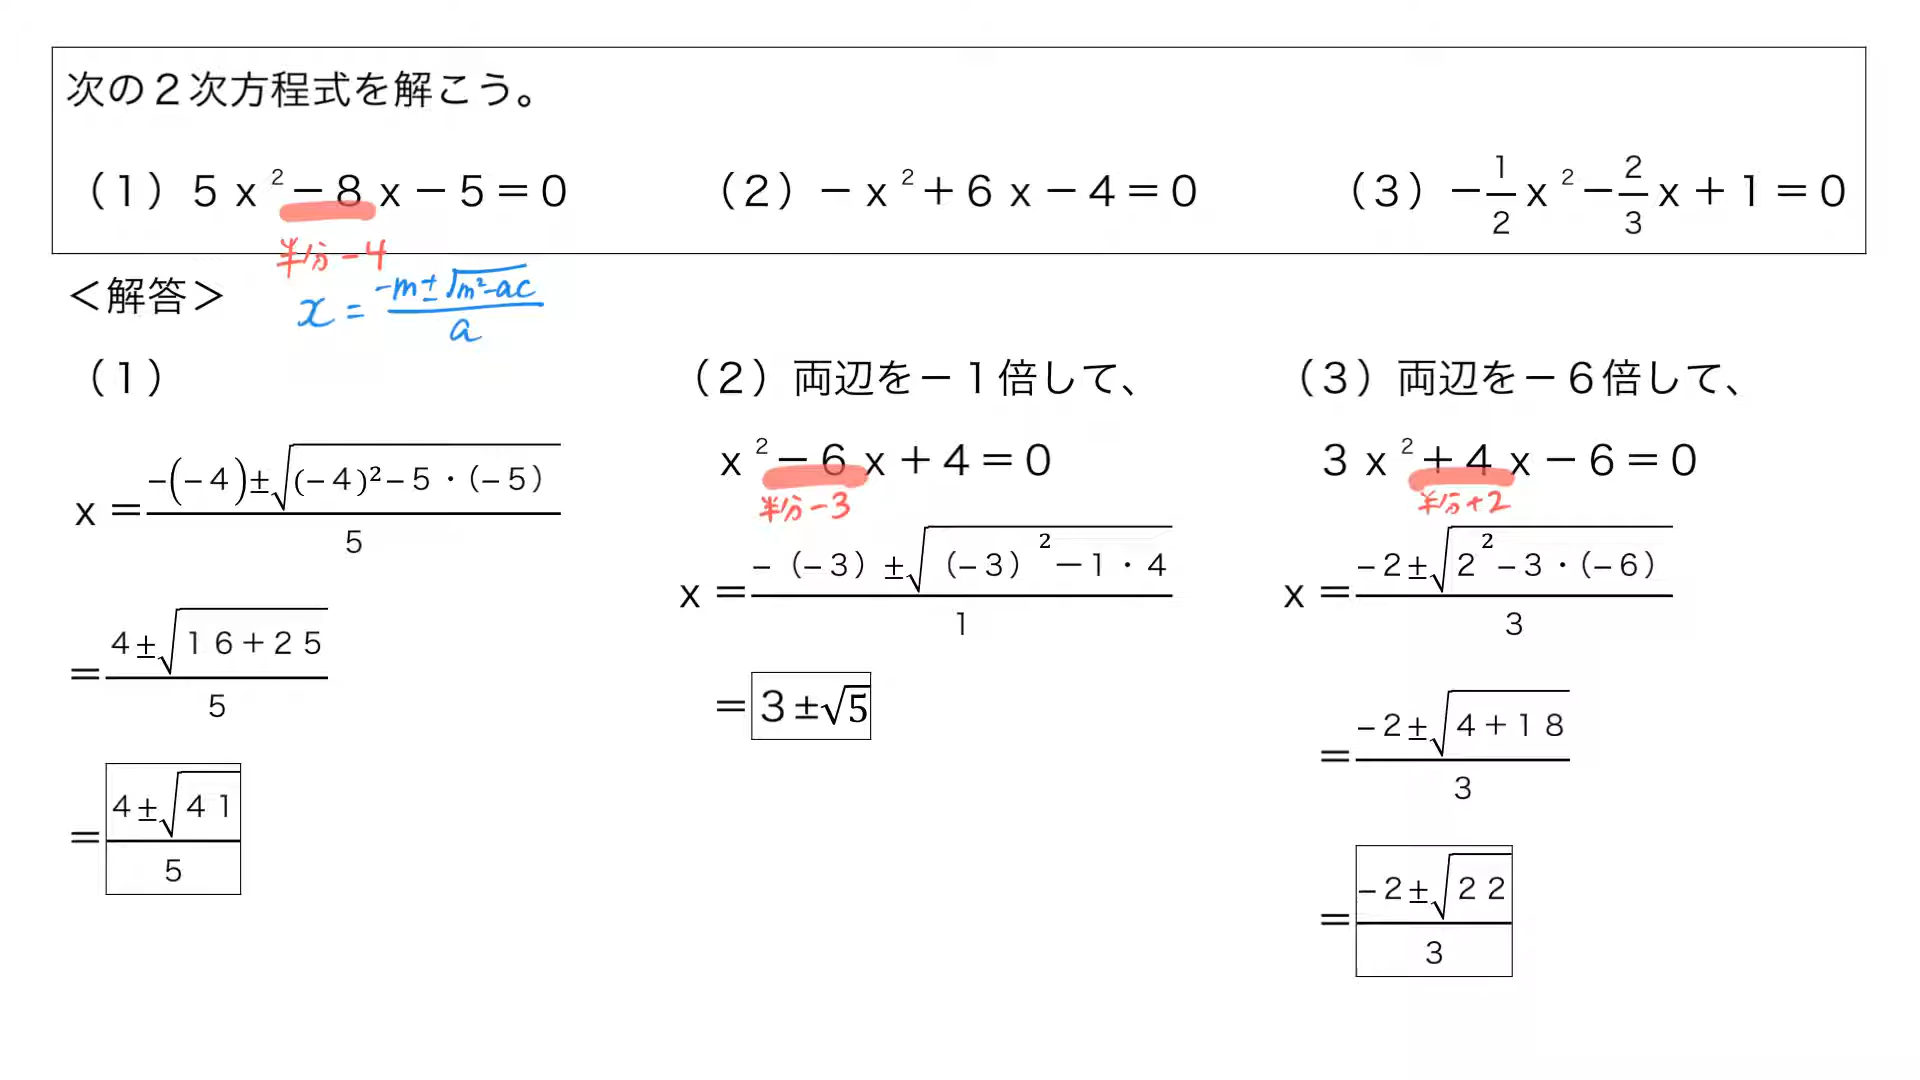 次の２次方程式を解こう。
（１）５ｘ²－８ｘ－５＝０ （２）－ｘ²＋６ｘ－４＝０ （３）－1/2ｘ²－2/3ｘ＋１＝０
半分－4
＜解答＞ x = (-m±√(m²-ac))/a
（１）
ｘ＝(−(−4)±√((−4)²−5・(−5)))/5
＝(4±√(16+25))/5
＝(4±√41)/5
（２）両辺を－１倍して、
ｘ²－６ｘ＋４＝０
半分－3
ｘ＝(−(−3)±√((−3)²−1・4))/1
＝３±√5
（３）両辺を－６倍して、
３ｘ²＋４ｘ－６＝０
半分+2
ｘ＝(−2±√(2²−3・(−6)))/3
＝(−2±√(4+18))/3
＝(−2±√22)/3